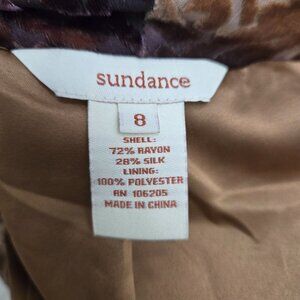 sundance
8
SHELL:
72% RAYON
28% SILK
LINING:
100% POLYESTER
RN 106205
MADE IN CHINA